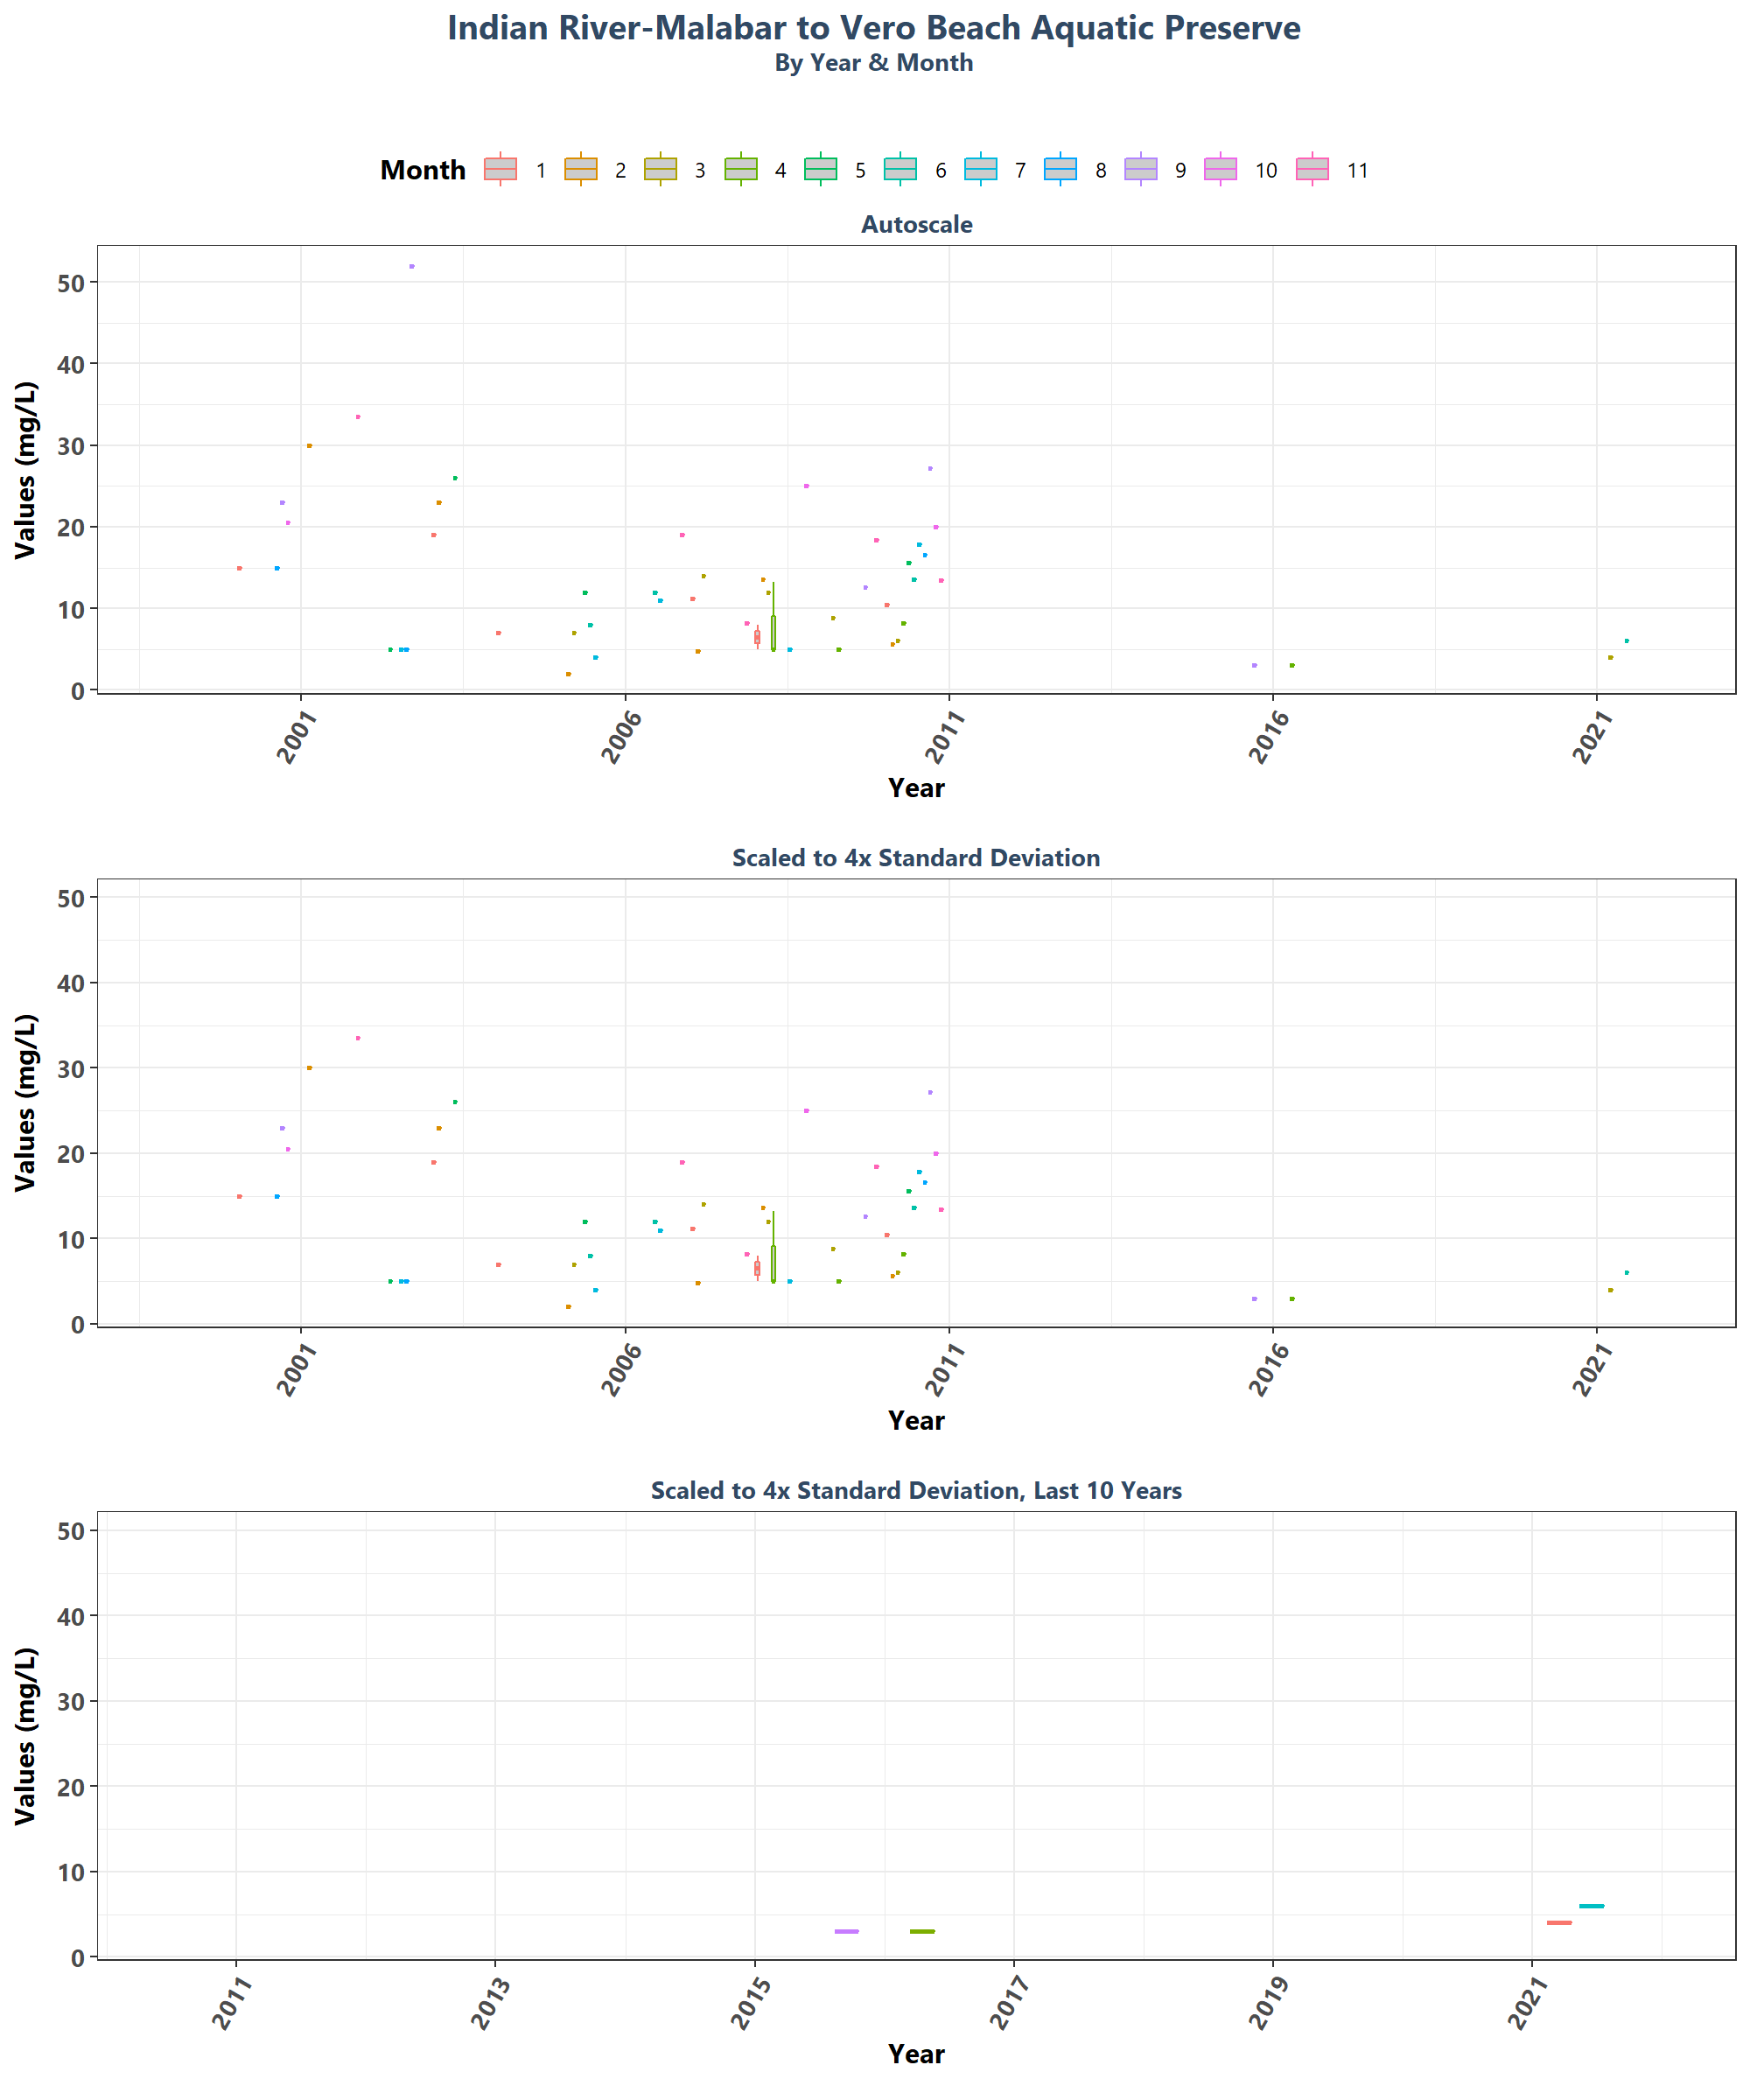 Indian River-Malabar to Vero Beach Aquatic Preserve
By Year & Month
Month 1 2 3 4 5 6 7 8 9 10 11
Autoscale
50
40
30
20
10
0
Values (mg/L)
2001 2006 2011 2016 2021
Year
Scaled to 4x Standard Deviation
50
40
30
20
10
0
Values (mg/L)
2001 2006 2011 2016 2021
Year
Scaled to 4x Standard Deviation, Last 10 Years
50
40
30
20
10
0
Values (mg/L)
2011 2013 2015 2017 2019 2021
Year